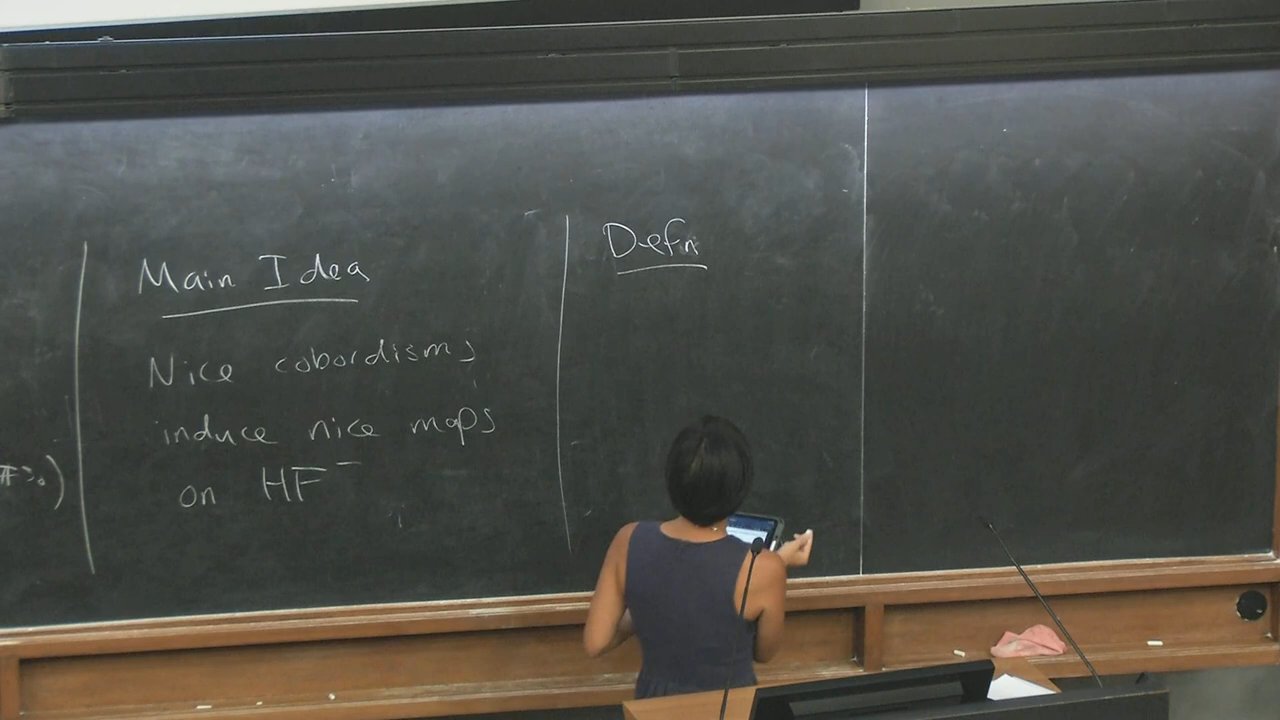 Main Idea
Nice cobordisms
induce nice maps
on HF⁻
Defn